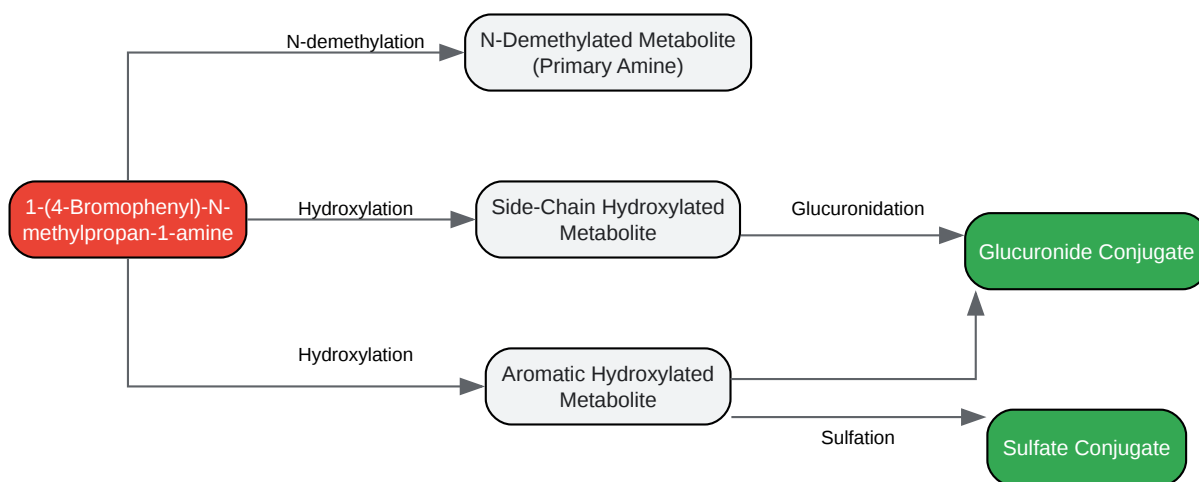 N-demethylation
N-Demethylated Metabolite
(Primary Amine)
1-(4-Bromophenyl)-N-
methylpropan-1-amine
Hydroxylation
Side-Chain Hydroxylated
Metabolite
Glucuronidation
Glucuronide Conjugate
Hydroxylation
Aromatic Hydroxylated
Metabolite
Sulfation
Sulfate Conjugate